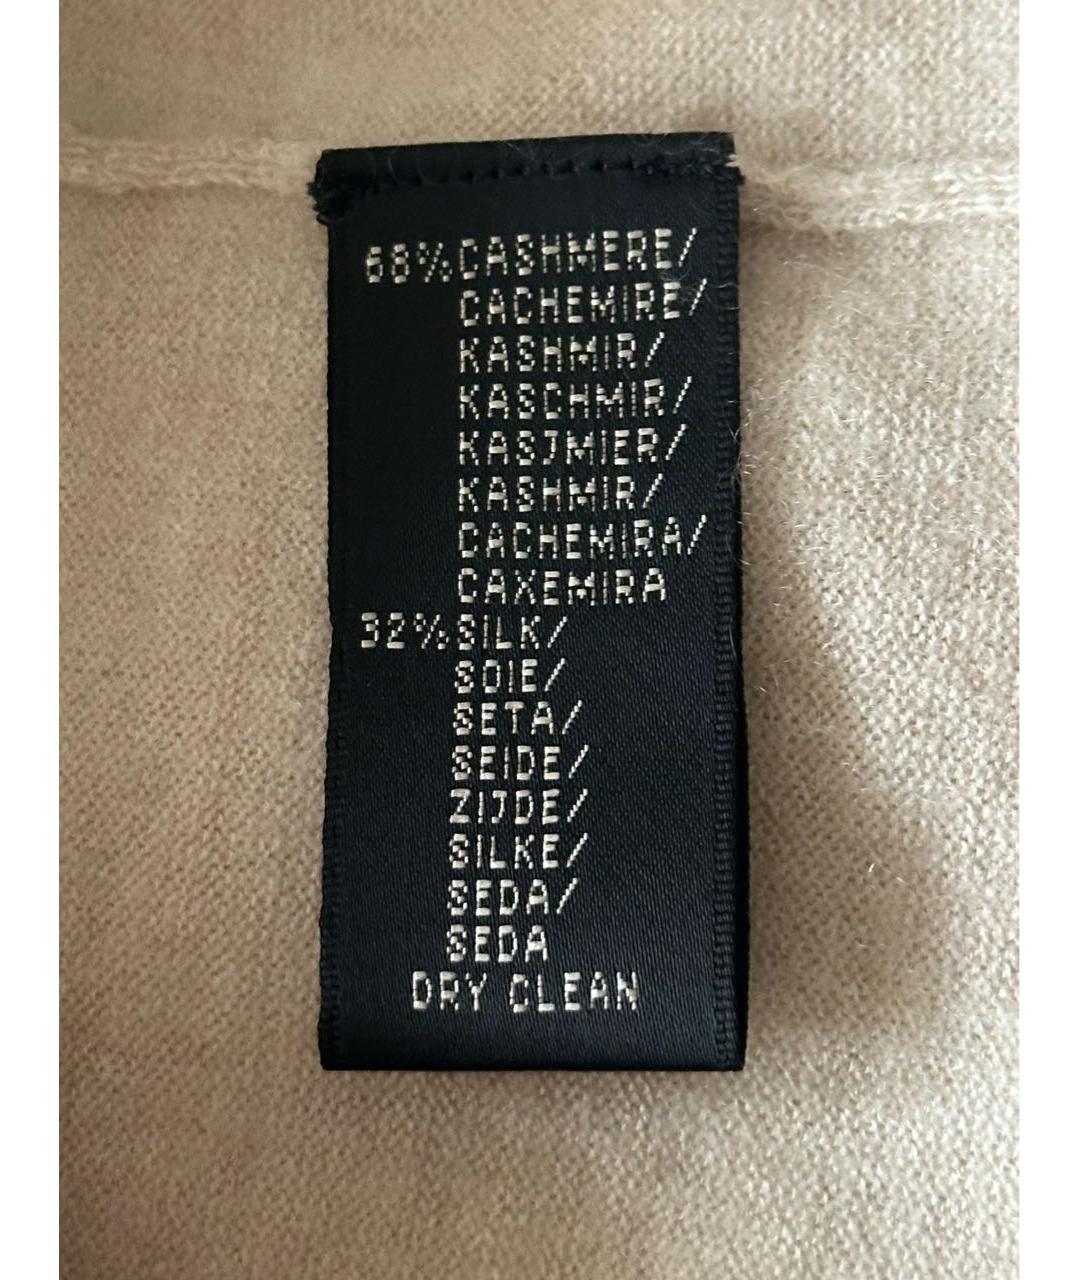 68% CASHMERE/
CACHEMIRE/
KASHMIR/
KASCHMIR/
KASJMIER/
KASHMIR/
CACHEMIRA/
CAXEMIRA
32% SILK/
SOIE/
SETA/
SEIDE/
ZIJDE/
SILKE/
SEDA/
SEDA
DRY CLEAN